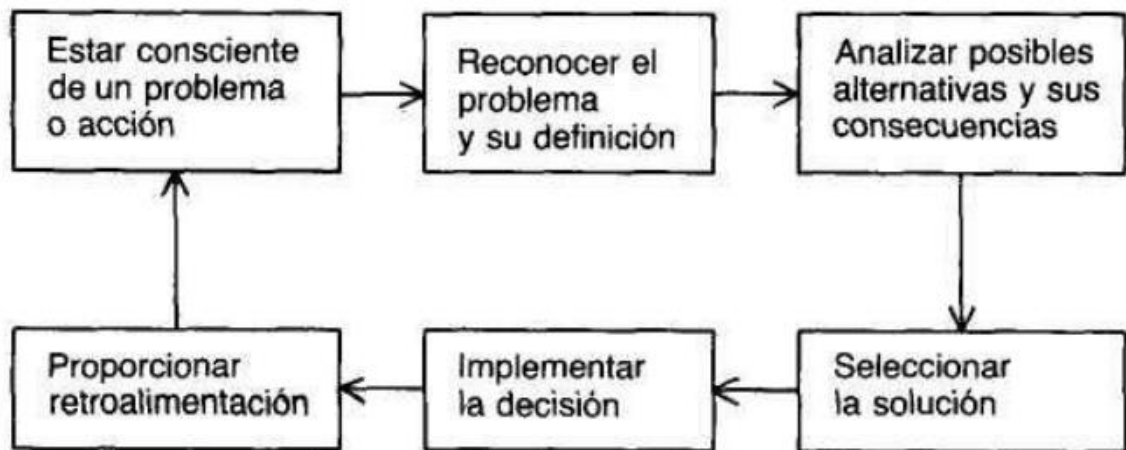 Estar consciente
de un problema
o acción
Reconocer el
problema
y su definición
Analizar posibles
alternativas y sus
consecuencias
Seleccionar
la solución
Implementar
la decisión
Proporcionar
retroalimentación